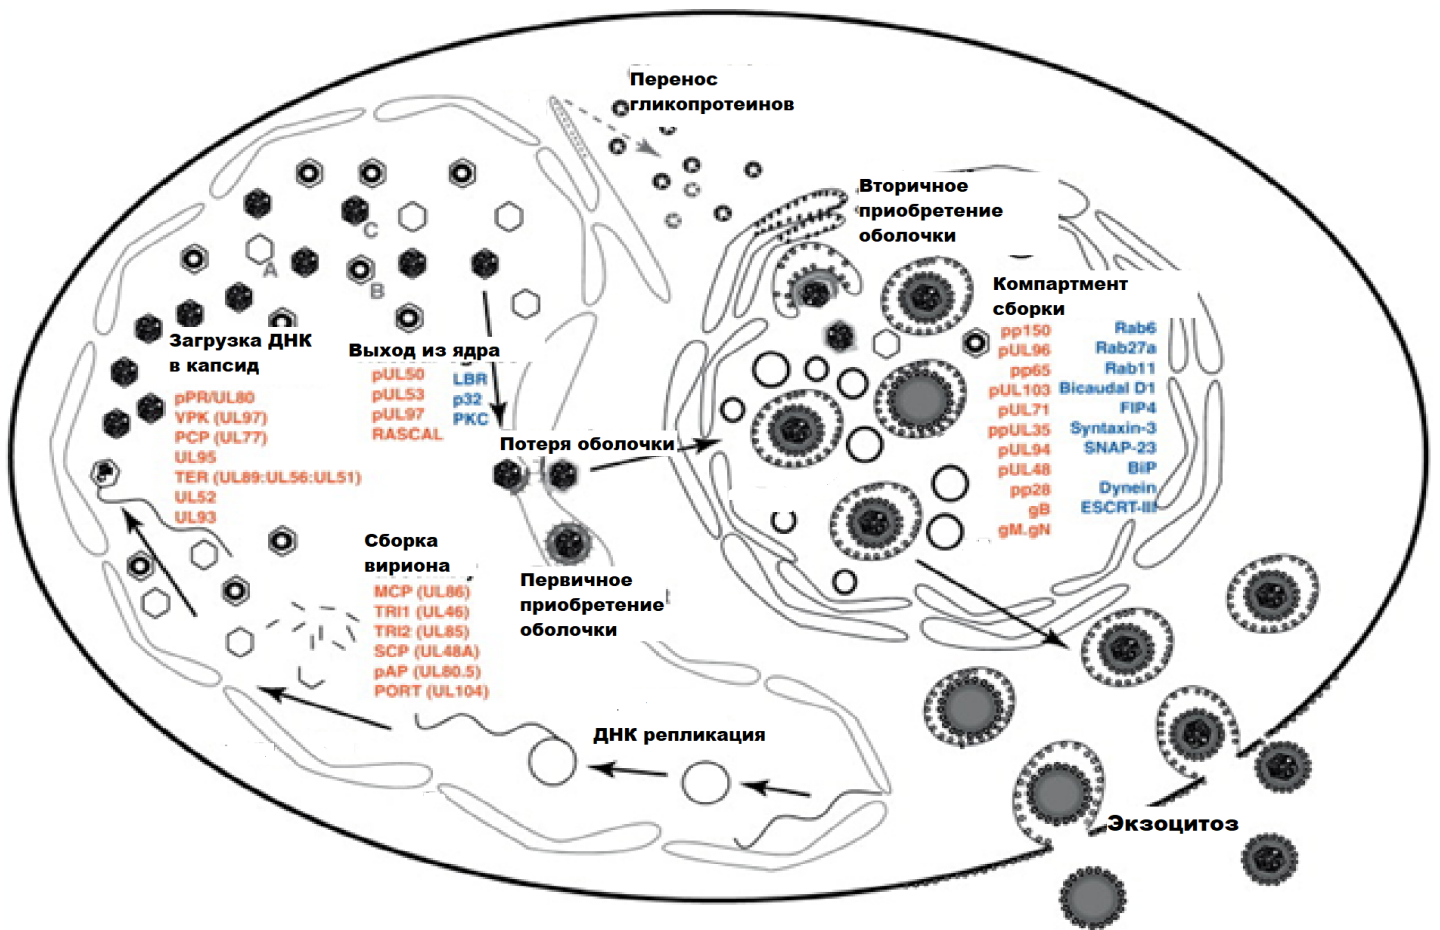 Перенос
гликопротеинов
Вторичное
приобретение
оболочки
C
A
B
Компартмент
сборки
pp150
pUL96
pp65
pUL103
pUL71
ppUL35
pUL94
pUL48
pp28
gB
gM.gN
Rab6
Rab27a
Rab11
Bicaudal D1
FIP4
Syntaxin-3
SNAP-23
BiP
Dynein
ESCRT-III
Загрузка ДНК
в капсид
pPR/UL80
VPK (UL97)
PCP (UL77)
UL95
TER (UL89:UL56:UL51)
UL52
UL93
Выход из ядра
pUL50
pUL53
pUL97
RASCAL
LBR
p32
PKC
Потеря оболочки
Сборка
вириона
MCP (UL86)
TRI1 (UL46)
TRI2 (UL85)
SCP (UL48A)
pAP (UL80.5)
PORT (UL104)
Первичное
приобретение
оболочки
ДНК репликация
Экзоцитоз